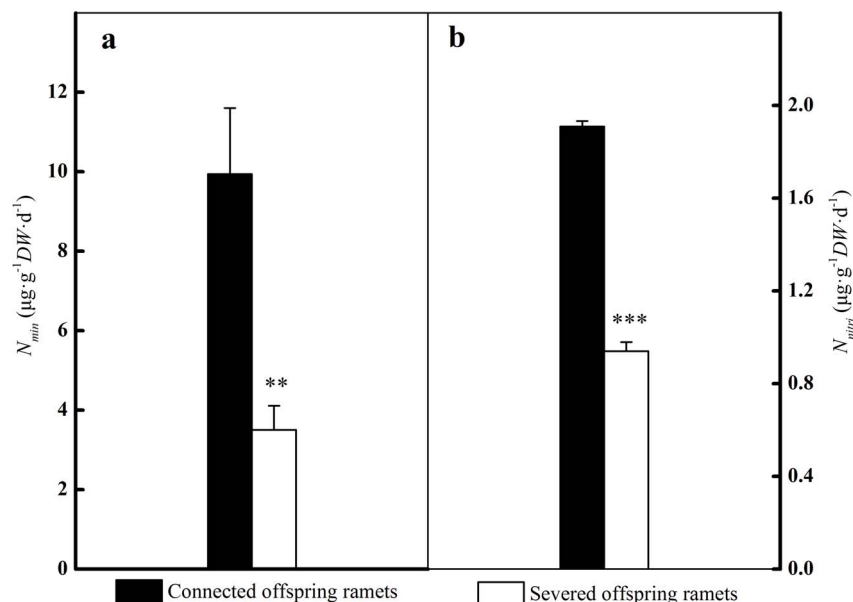 a
b
12
10
8
6
4
2
0
N_min (μg·g⁻¹DW·d⁻¹)
**
***
2.0
1.6
1.2
0.8
0.4
0.0
N_nitri (μg·g⁻¹DW·d⁻¹)
Connected offspring ramets
Severed offspring ramets